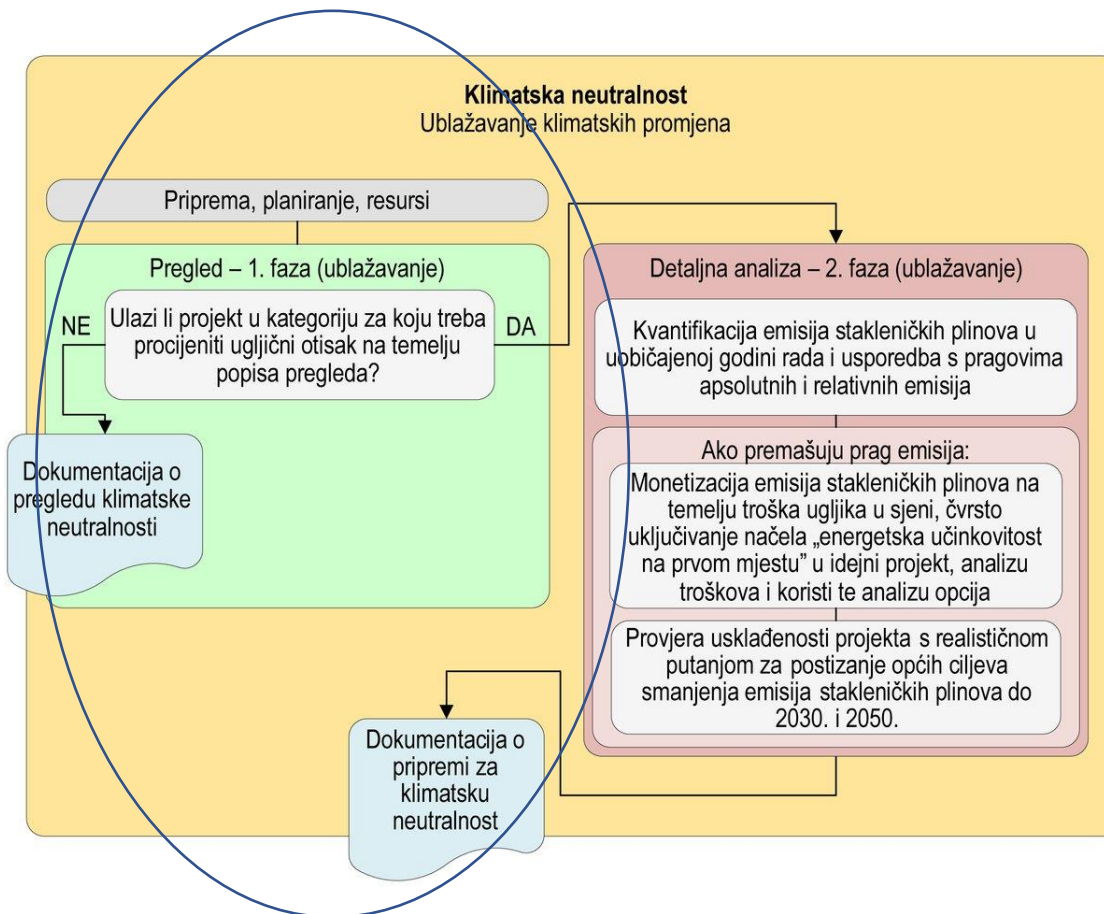 Klimatska neutralnost
Ublažavanje klimatskih promjena
Priprema, planiranje, resursi
Pregled – 1. faza (ublažavanje)
NE
Ulazi li projekt u kategoriju za koju treba
procijeniti ugljični otisak na temelju
popisa pregleda?
DA
Dokumentacija o
pregledu klimatske
neutralnosti
Detaljna analiza – 2. faza (ublažavanje)
Kvantifikacija emisija stakleničkih plinova u
uobičajenoj godini rada i usporedba s pragovima
apsolutnih i relativnih emisija
Ako premašuju prag emisija:
Monetizacija emisija stakleničkih plinova na
temelju troška ugljika u sjeni, čvrsto
uključivanje načela „energetska učinkovitost
na prvom mjestu” u idejni projekt, analizu
troškova i koristi te analizu opcija
Provjera usklađenosti projekta s realističnom
putanjom za postizanje općih ciljeva
smanjenja emisija stakleničkih plinova do
2030. i 2050.
Dokumentacija o
pripremi za
klimatsku
neutralnost